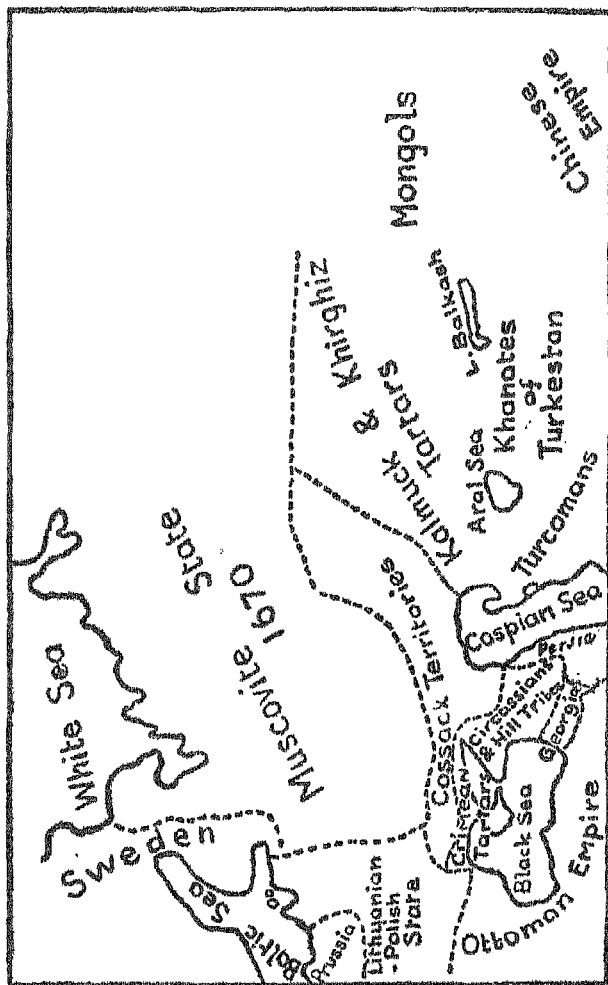 White Sea
Sweden
Muscovite State
1670
Baltic
Sea
Prussia
Lithuanian
-Polish
State
Cossack Territories
Kalmuck & Khirghiz
Tartars
Mongols
Chinese
Empire
L. Balkash
Aral Sea
Khanates
of
Turkestan
Turcomans
Caspian Sea
Crimean
Tartars
Circassians
& Hill Tribes
Georgia
Black Sea
Ottoman Empire